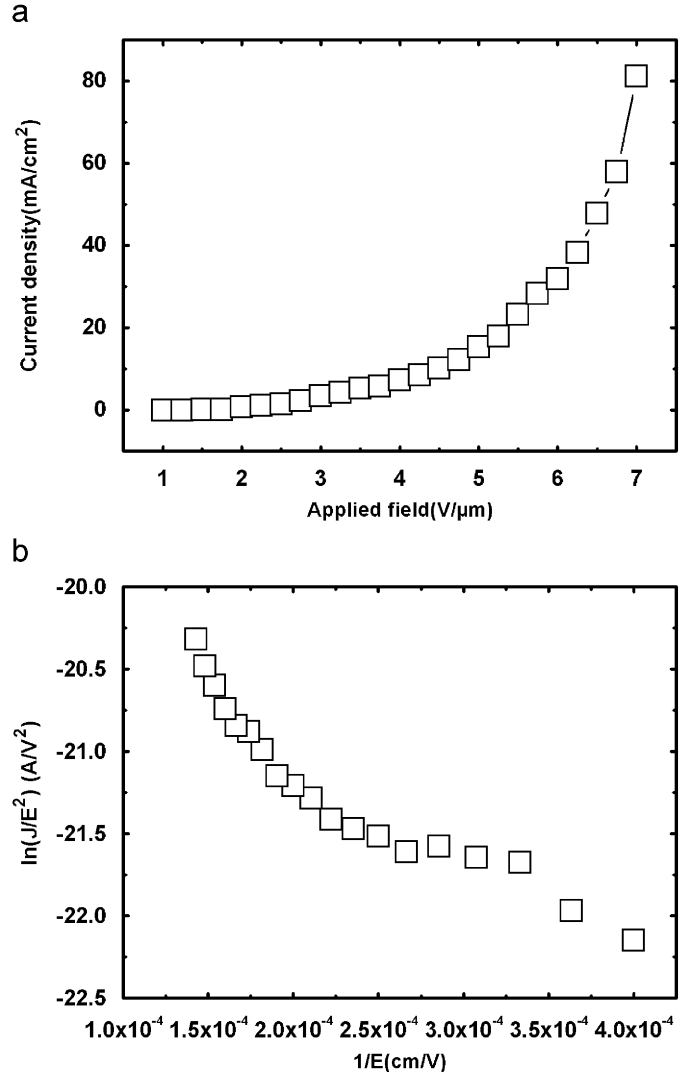 a
80
60
40
20
0
Current density(mA/cm²)
1 2 3 4 5 6 7
Applied field(V/µm)
b
-20.0
-20.5
-21.0
-21.5
-22.0
-22.5
ln(J/E²) (A/V²)
1.0x10⁻⁴ 1.5x10⁻⁴ 2.0x10⁻⁴ 2.5x10⁻⁴ 3.0x10⁻⁴ 3.5x10⁻⁴ 4.0x10⁻⁴
1/E(cm/V)